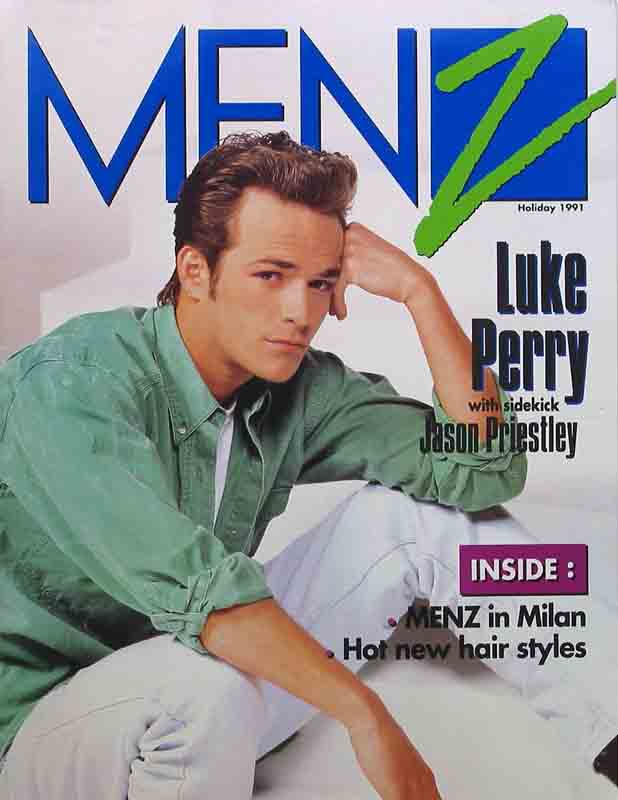 MENZ
Holiday 1991
Luke
Perry
with sidekick
Jason Priestley
INSIDE :
• MENZ in Milan
• Hot new hair styles